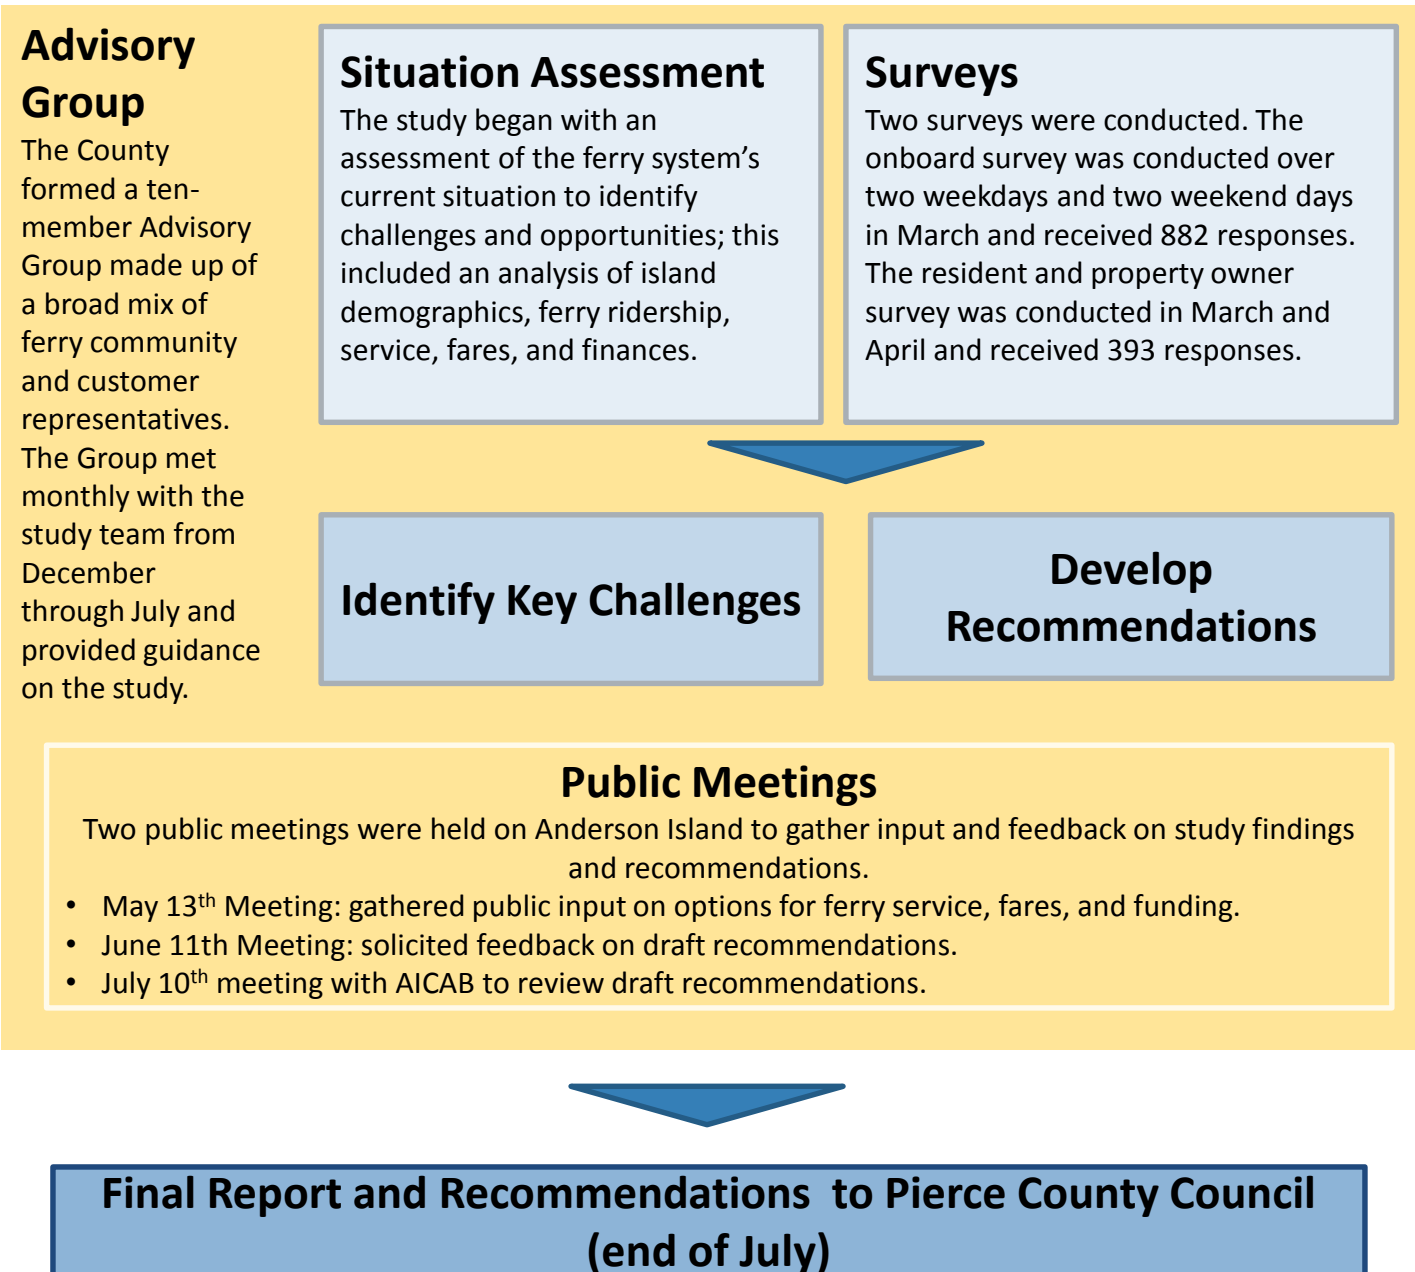 Advisory
Group
The County
formed a ten-
member Advisory
Group made up of
a broad mix of
ferry community
and customer
representatives.
The Group met
monthly with the
study team from
December
through July and
provided guidance
on the study.
Situation Assessment
The study began with an
assessment of the ferry system’s
current situation to identify
challenges and opportunities; this
included an analysis of island
demographics, ferry ridership,
service, fares, and finances.
Surveys
Two surveys were conducted. The
onboard survey was conducted over
two weekdays and two weekend days
in March and received 882 responses.
The resident and property owner
survey was conducted in March and
April and received 393 responses.
Identify Key Challenges
Develop
Recommendations
Public Meetings
Two public meetings were held on Anderson Island to gather input and feedback on study findings
and recommendations.
• May 13th Meeting: gathered public input on options for ferry service, fares, and funding.
• June 11th Meeting: solicited feedback on draft recommendations.
• July 10th meeting with AICAB to review draft recommendations.
Final Report and Recommendations to Pierce County Council
(end of July)